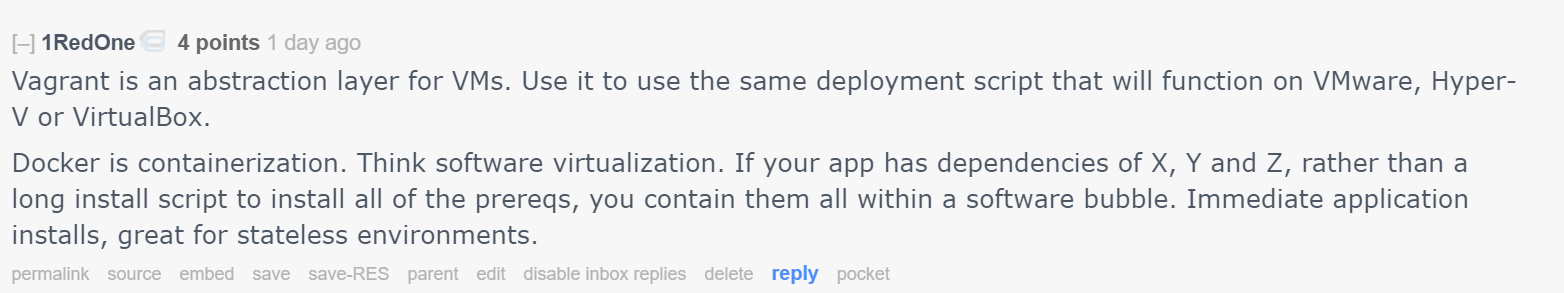 [–] 1RedOne 4 points 1 day ago
Vagrant is an abstraction layer for VMs. Use it to use the same deployment script that will function on VMware, Hyper-
V or VirtualBox.
Docker is containerization. Think software virtualization. If your app has dependencies of X, Y and Z, rather than a
long install script to install all of the prereqs, you contain them all within a software bubble. Immediate application
installs, great for stateless environments.
permalink source embed save save-RES parent edit disable inbox replies delete reply pocket